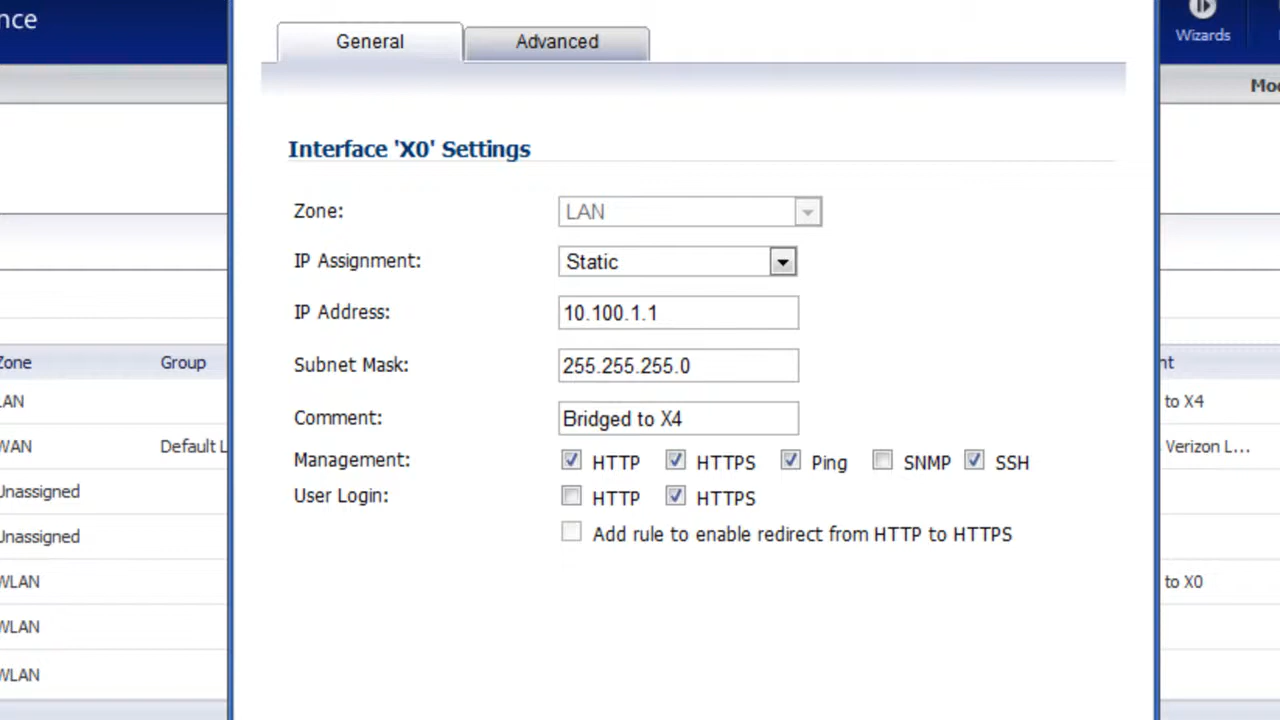 nce
General
Advanced
Wizards
Mod
Interface 'X0' Settings
Zone:
LAN
IP Assignment:
Static
IP Address:
10.100.1.1
Zone
Group
Subnet Mask:
255.255.255.0
nt
LAN
Comment:
Bridged to X4
to X4
WAN
Default L
Management:
HTTP
HTTPS
Ping
SNMP
SSH
Verizon L...
Unassigned
User Login:
HTTP
HTTPS
Unassigned
Add rule to enable redirect from HTTP to HTTPS
WLAN
to X0
WLAN
WLAN